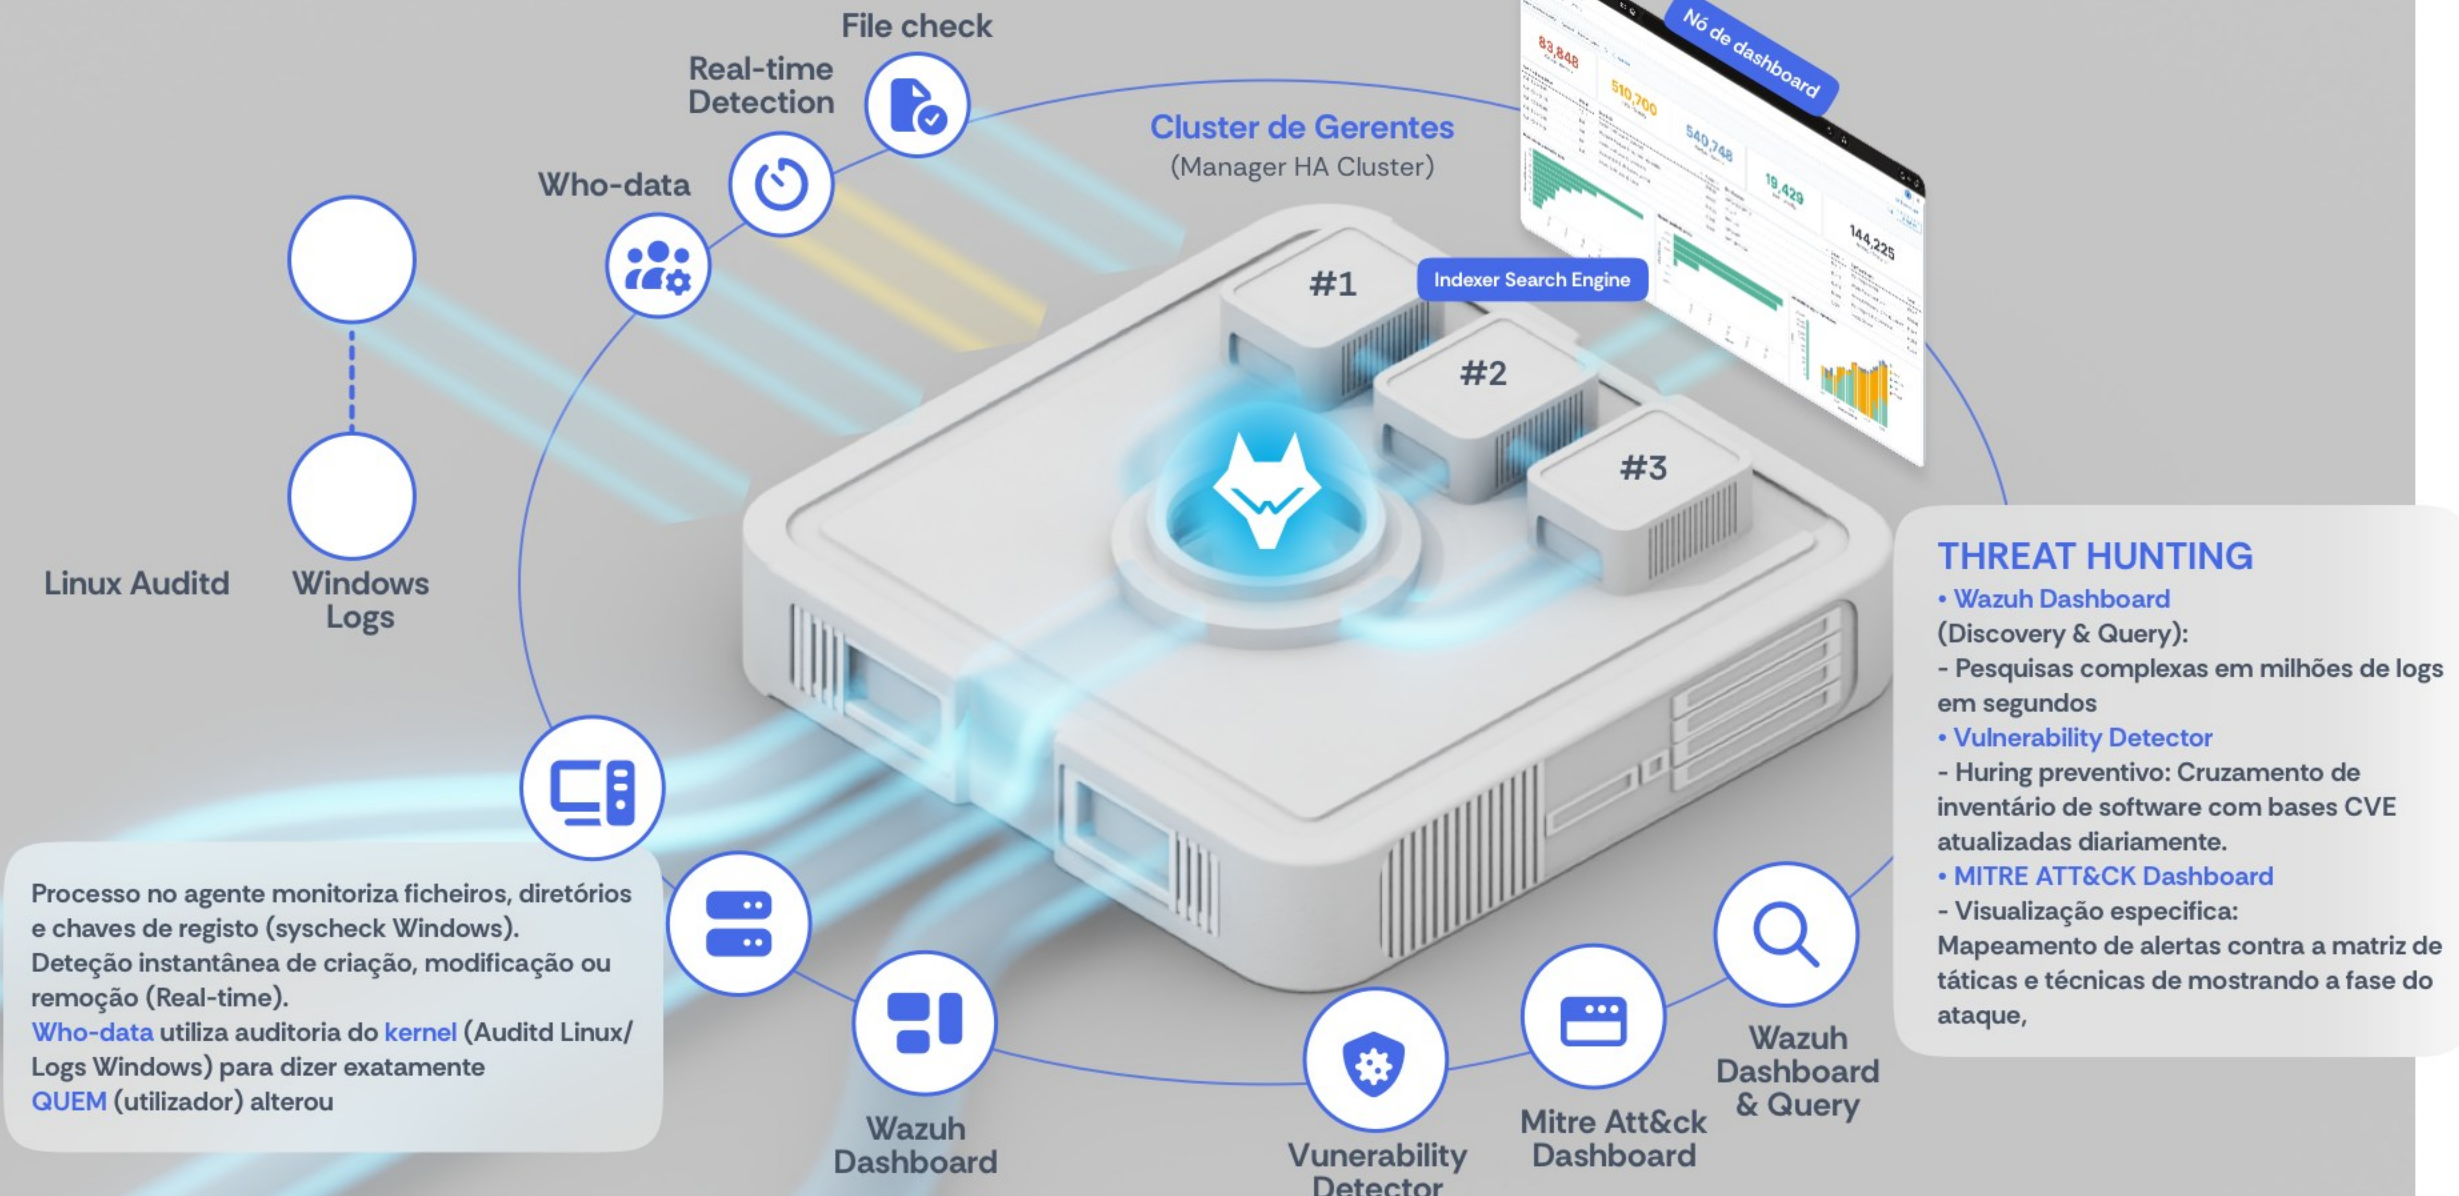 File check
Real-time
Detection
Who-data
Cluster de Gerentes
(Manager HA Cluster)
Nó de dashboard
83,848
510,700
540,748
19,429
144,225
#1
Indexer Search Engine
#2
#3
Linux Auditd
Windows
Logs
THREAT HUNTING
• Wazuh Dashboard
(Discovery & Query):
- Pesquisas complexas em milhões de logs
em segundos
• Vulnerability Detector
- Huring preventivo: Cruzamento de
inventário de software com bases CVE
atualizadas diariamente.
• MITRE ATT&CK Dashboard
- Visualização especifica:
Mapeamento de alertas contra a matriz de
táticas e técnicas de mostrando a fase do
ataque,
Processo no agente monitoriza ficheiros, diretórios
e chaves de registo (syscheck Windows).
Deteção instantânea de criação, modificação ou
remoção (Real-time).
Who-data utiliza auditoria do kernel (Auditd Linux/
Logs Windows) para dizer exatamente
QUEM (utilizador) alterou
Wazuh
Dashboard
Vunerability
Detector
Mitre Att&ck
Dashboard
Wazuh
Dashboard
& Query